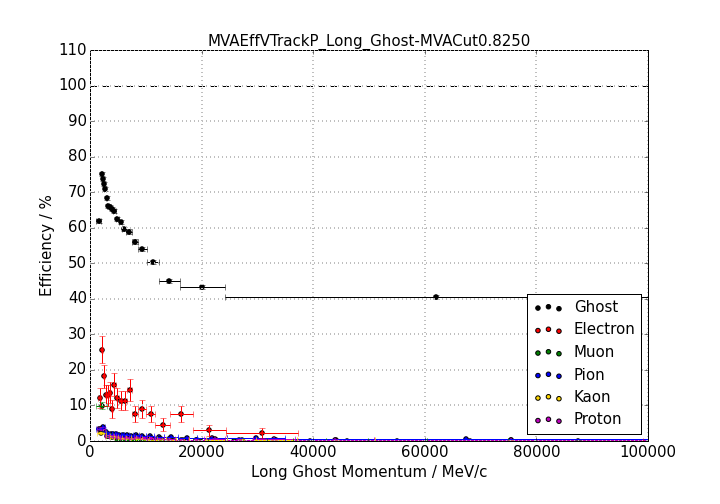 MVAEffVTrackP_Long_Ghost-MVACut0.8250
110
100
90
80
70
60
50
40
30
20
10
0
Efficiency / %
0 20000 40000 60000 80000 100000
Long Ghost Momentum / MeV/c
Ghost
Electron
Muon
Pion
Kaon
Proton